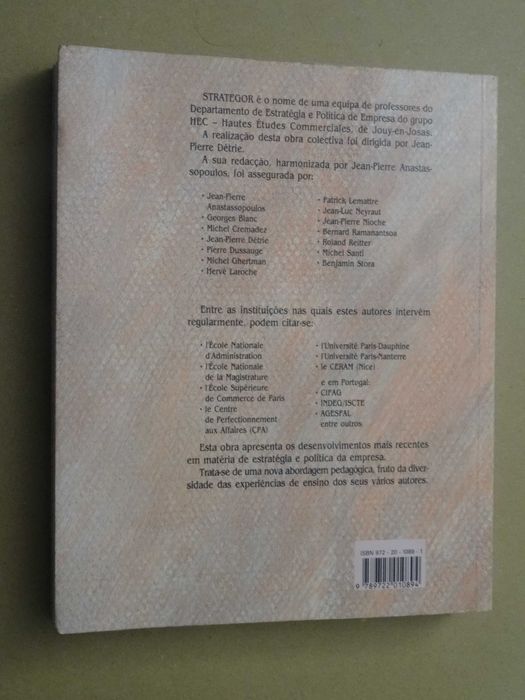 STRATEGOR é o nome de uma equipa de professores do
Departamento de Estratégia e Política de Empresa do grupo
HEC – Hautes Études Commerciales, de Jouy-en-Josas.
A realização desta obra colectiva foi dirigida por Jean-
Pierre Détrie.
A sua redacção, harmonizada por Jean-Pierre Anastas-
sopoulos, foi assegurada por:
• Jean-Pierre
Anastassopoulos
• Georges Blanc
• Michel Cremadez
• Jean-Pierre Détrie
• Pierre Dussauge
• Michel Ghertman
• Hervé Laroche
• Patrick Lemattre
• Jean-Luc Neyraut
• Jean-Pierre Nioche
• Bernard Ramanantsoa
• Roland Reitter
• Michel Santi
• Benjamin Stora
Entre as instituições nas quais estes autores intervêm
regularmente, podem citar-se:
• l'École Nationale
d'Administration
• l'École Nationale
de la Magistrature
• l'École Supérieure
de Commerce de Paris
• le Centre
de Perfectionnement
aux Affaires (CPA)
• l'Université Paris-Dauphine
• l'Université Paris-Nanterre
• le CERAM (Nice)
e em Portugal:
• CIFAG
• INDEG/ISCTE
• AGESFAL
entre outros.
Esta obra apresenta os desenvolvimentos mais recentes
em matéria de estratégia e política da empresa.
Trata-se de uma nova abordagem pedagógica, fruto da diver-
sidade das experiências de ensino dos seus vários autores.
ISBN 972 - 20 - 1089 - 1
9 789722 010894